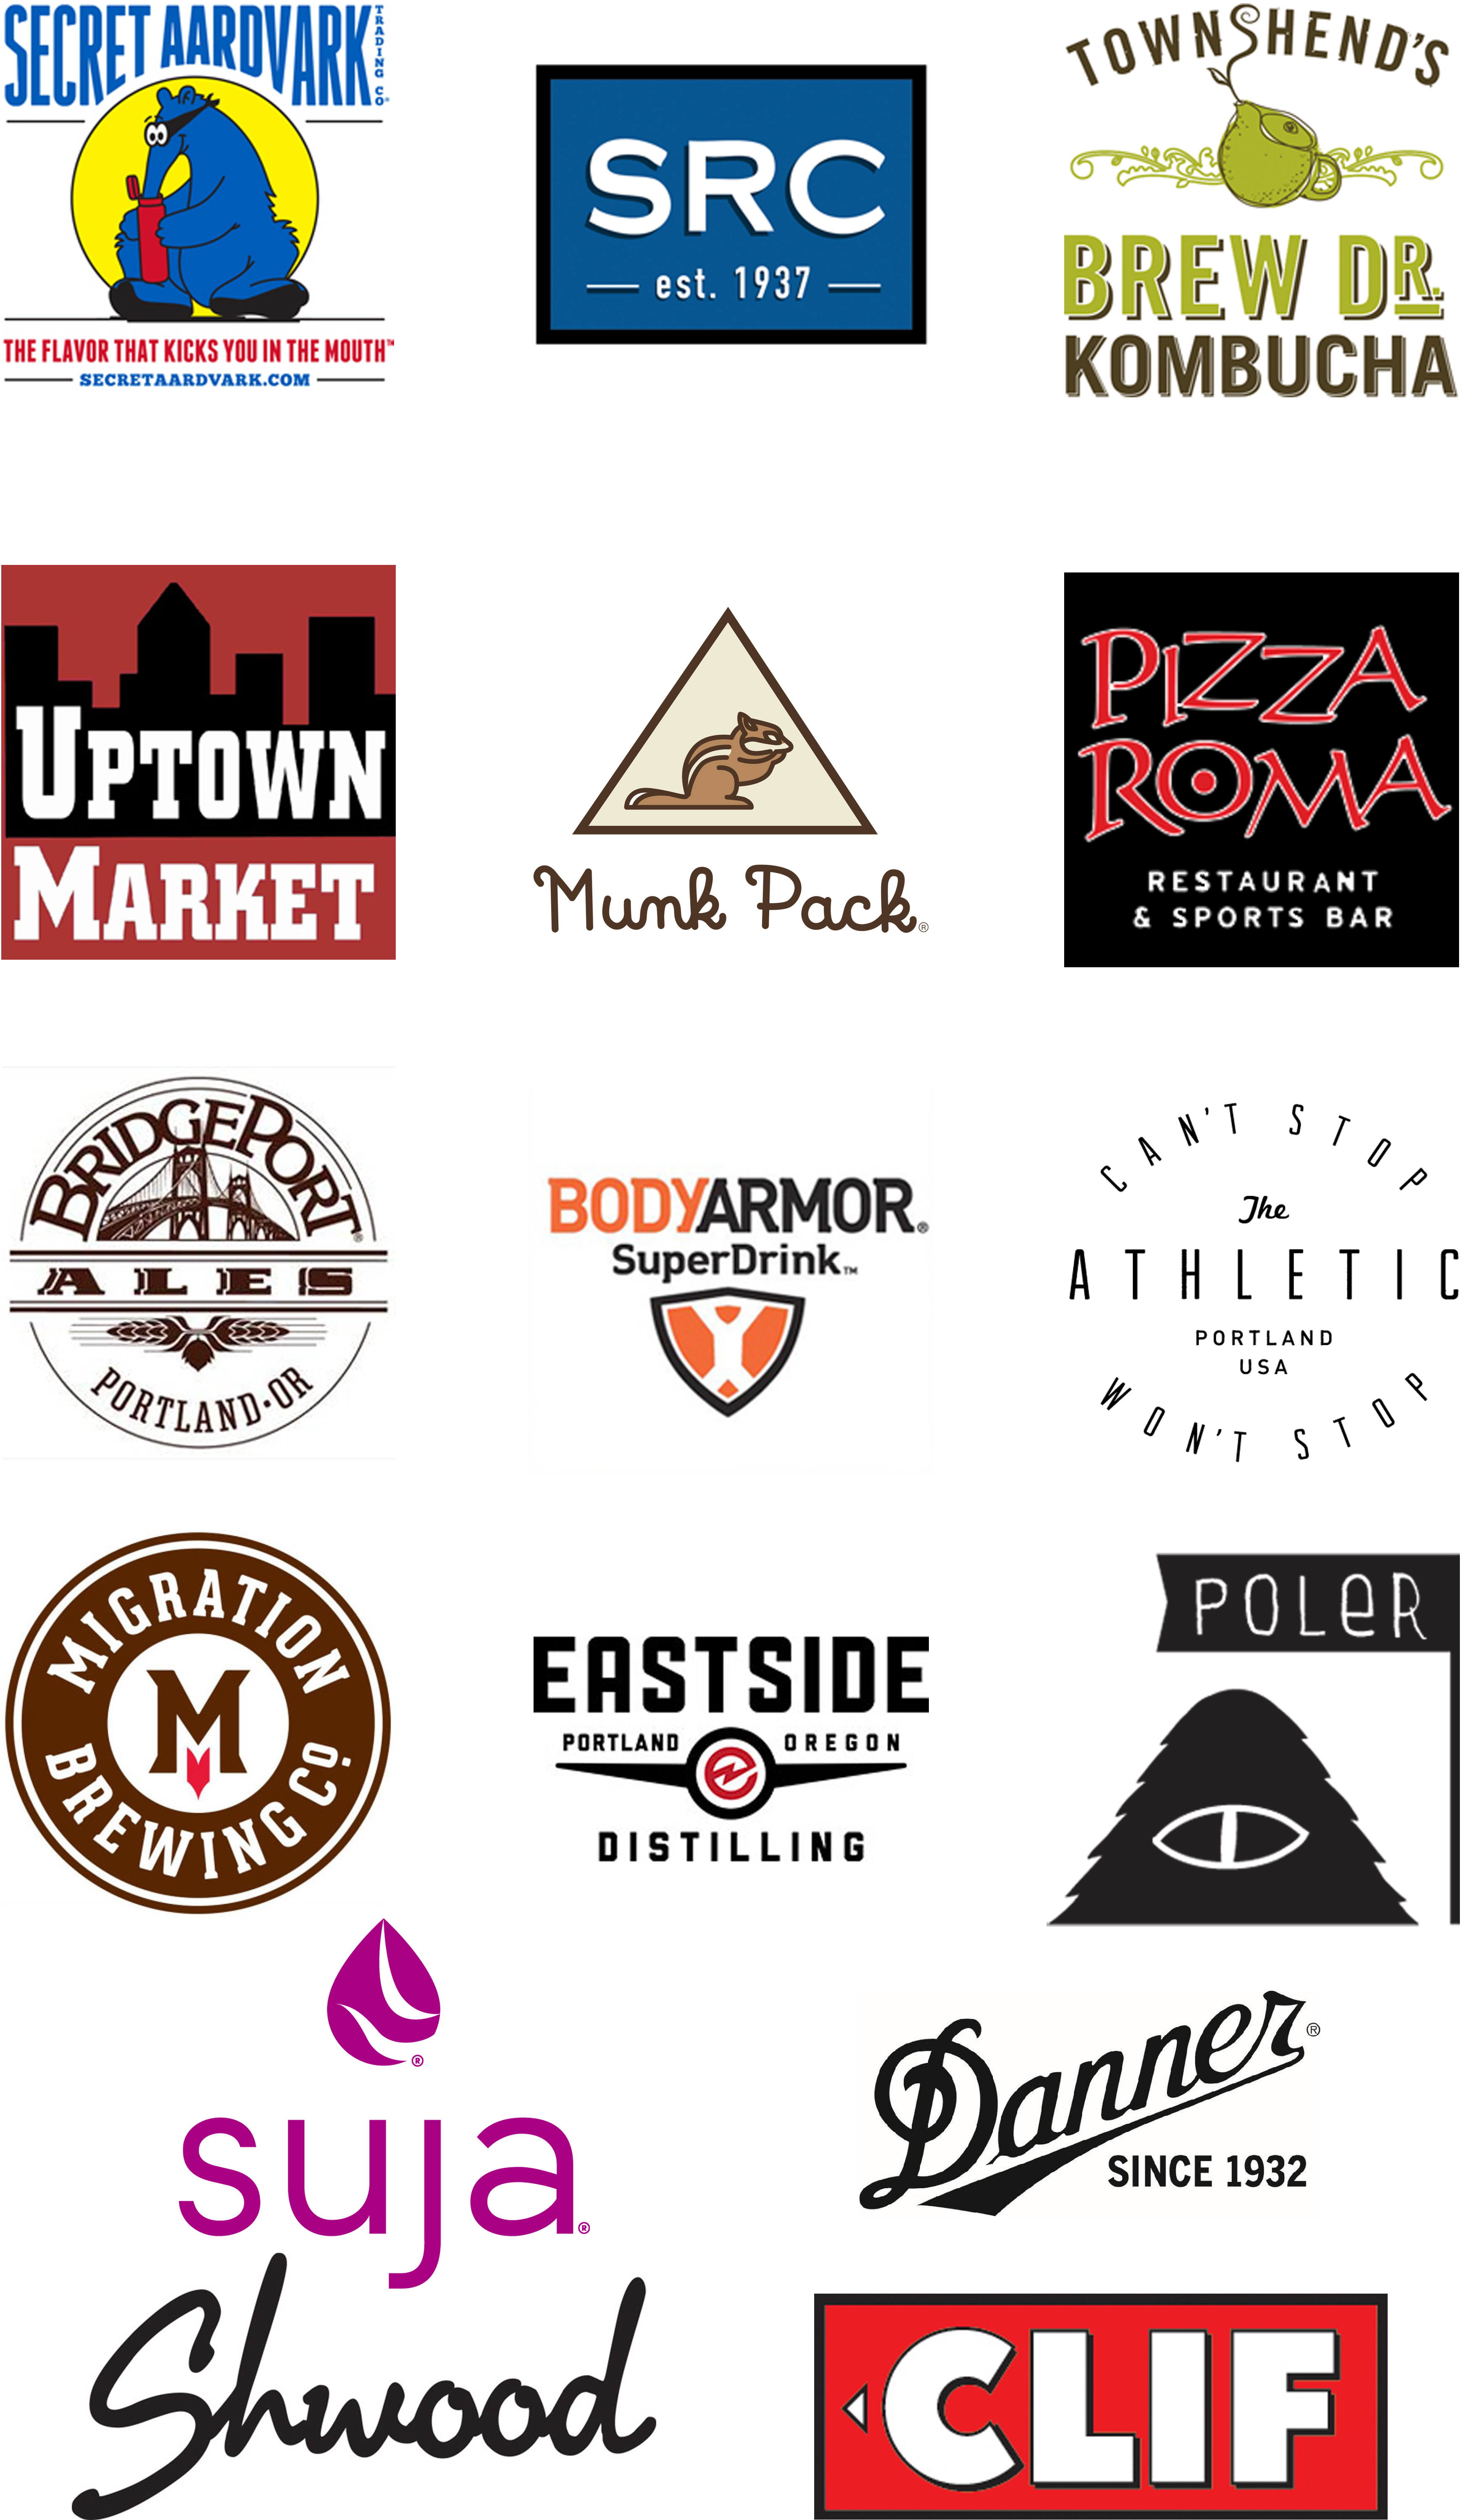 SECRET AARDVARK
TRADING CO®
THE FLAVOR THAT KICKS YOU IN THE MOUTH™
SECRETAARDVARK.COM
SRC
est. 1937
TOWNSHEND'S
BREW DR.
KOMBUCHA
UPTOWN
MARKET
Munk Pack®
PIZZA
ROMA
RESTAURANT
& SPORTS BAR
BRIDGEPORT®
ALES
PORTLAND·OR
BODYARMOR®
SuperDrink™
CAN'T STOP
The
ATHLETIC
PORTLAND
USA
WON'T STOP
MIGRATION
M
BREWING CO.
EASTSIDE
PORTLAND OREGON
DISTILLING
POLeR
®
suja®
Danner®
SINCE 1932
Shwood
CLIF